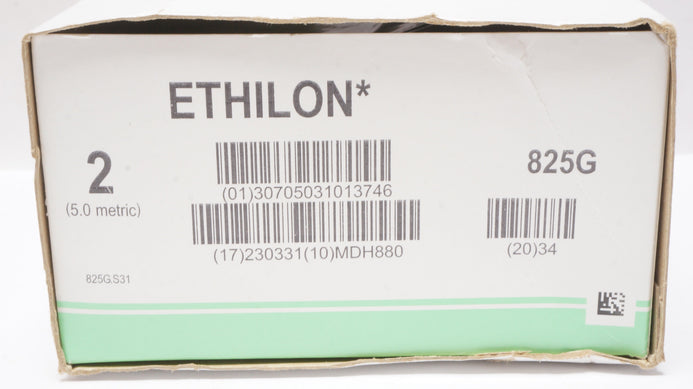 ETHILON*
2
(5.0 metric)
(01)30705031013746
(17)230331(10)MDH880
825G
(20)34
825G.S31